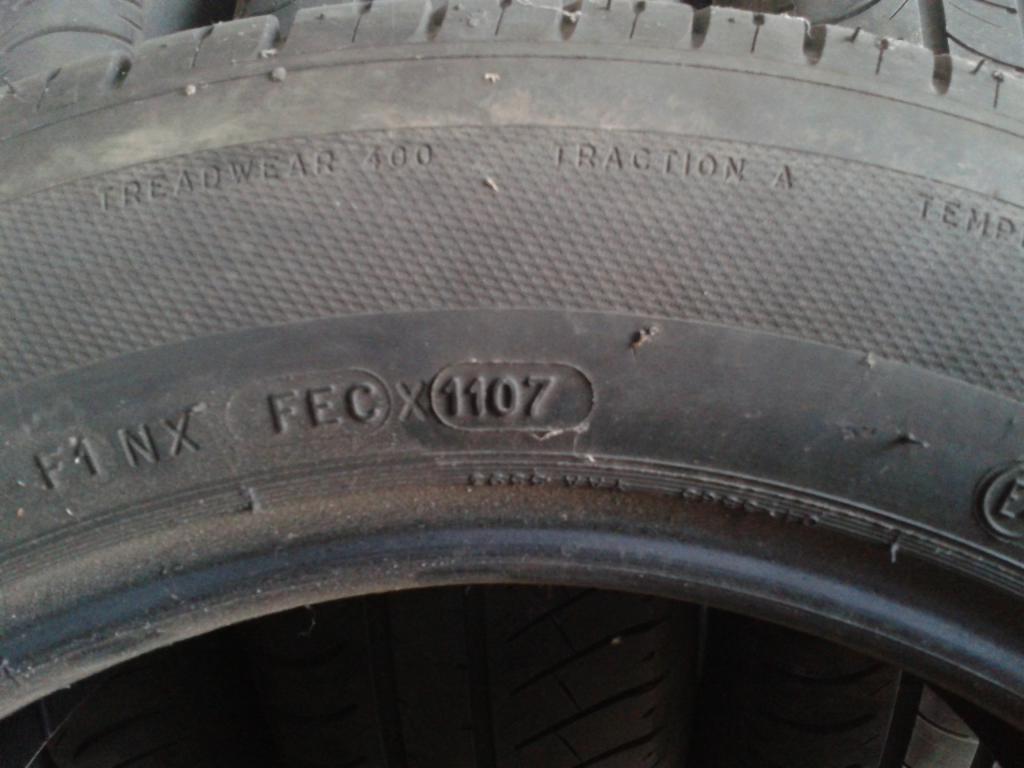 TREADWEAR 400 TRACTION A
F1 NX FEC X 1107